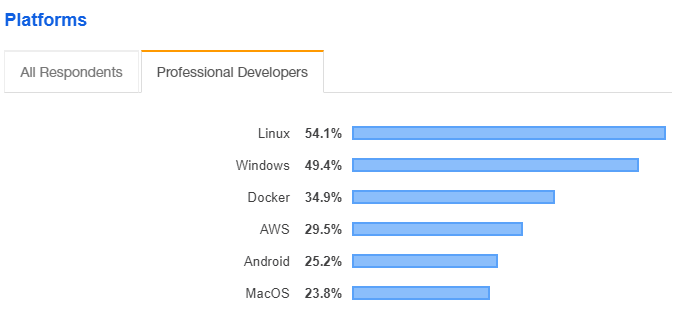 Platforms
All Respondents Professional Developers
Linux 54.1%
Windows 49.4%
Docker 34.9%
AWS 29.5%
Android 25.2%
MacOS 23.8%